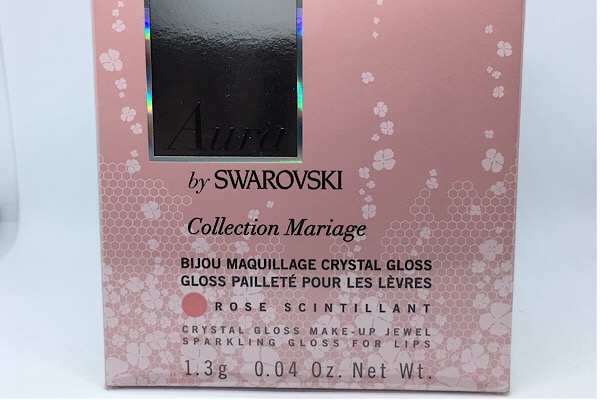 Aura
by SWAROVSKI
Collection Mariage
BIJOU MAQUILLAGE CRYSTAL GLOSS
GLOSS PAILLETÉ POUR LES LÈVRES
ROSE SCINTILLANT
CRYSTAL GLOSS MAKE-UP JEWEL
SPARKLING GLOSS FOR LIPS
1.3g 0.04 Oz. Net Wt.